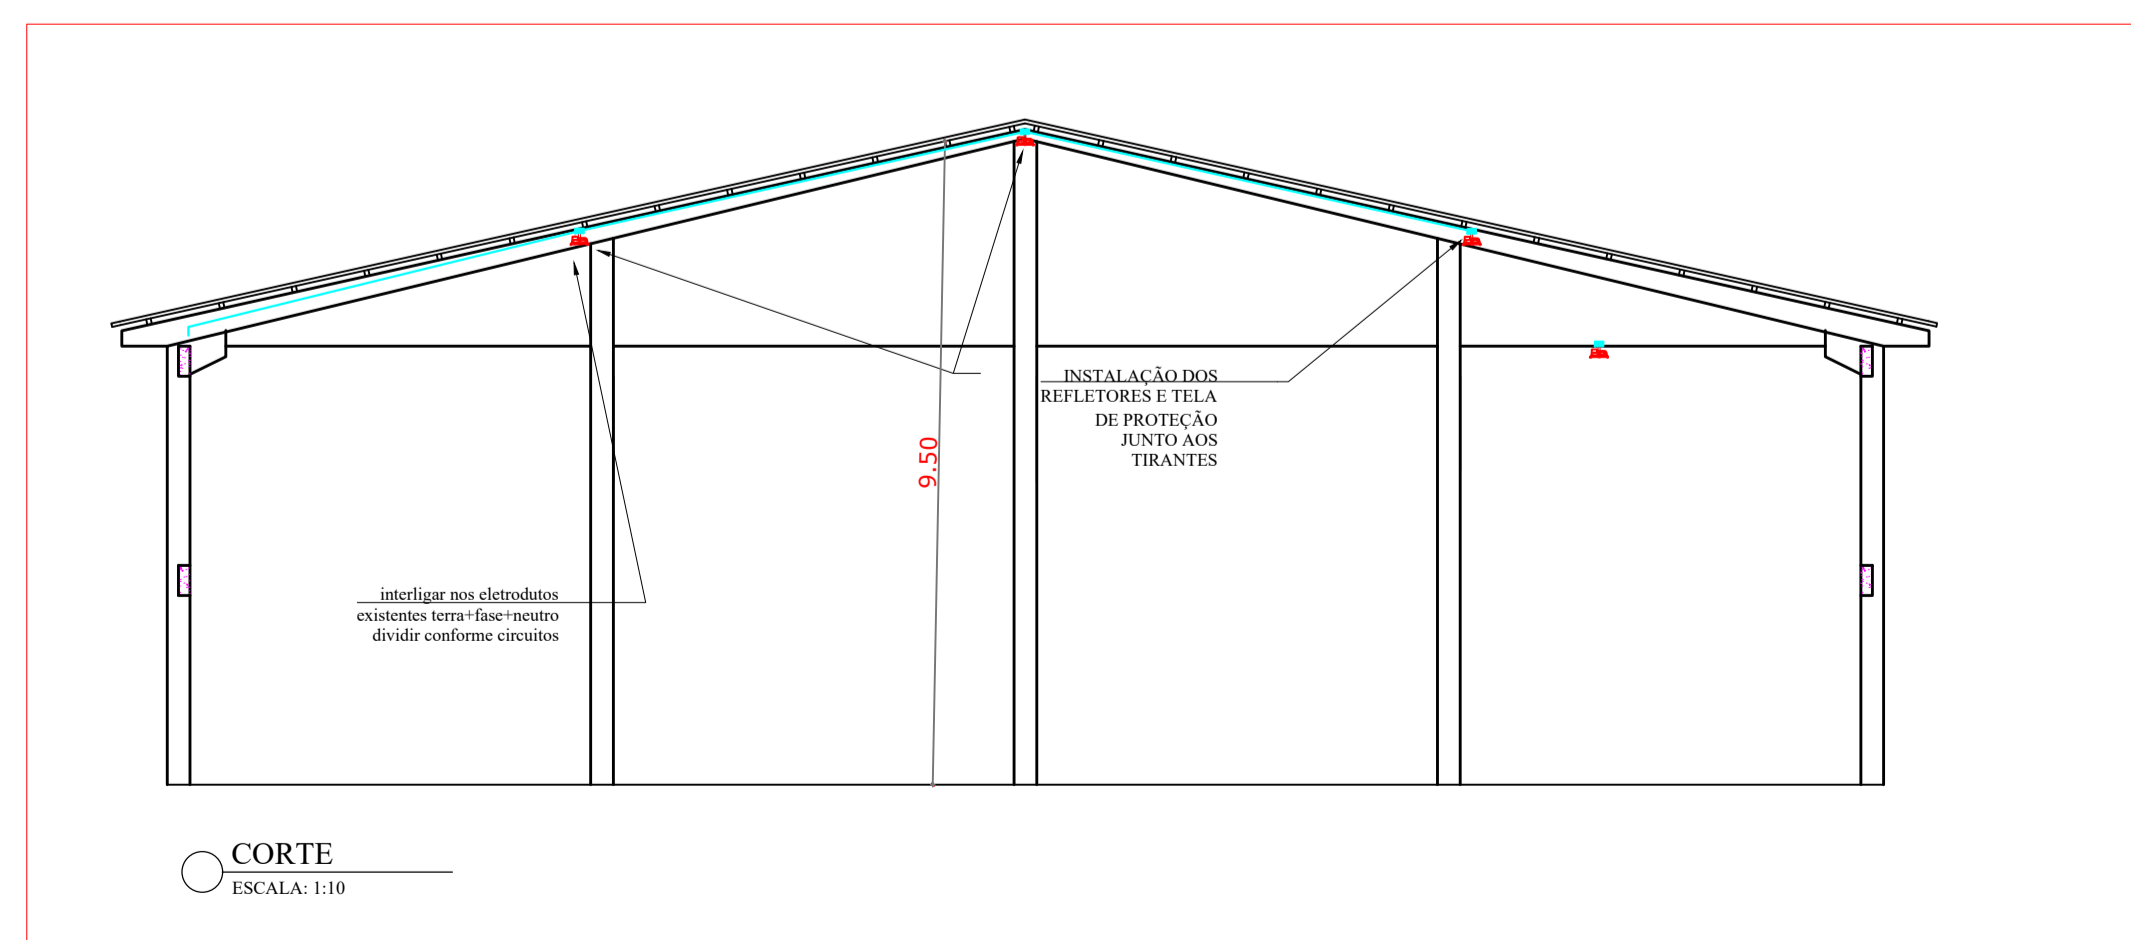 INSTALAÇÃO DOS
REFLETORES E TELA
DE PROTEÇÃO
JUNTO AOS
TIRANTES
9.50
interligar nos eletrodutos
existentes terra+fase+neutro
dividir conforme circuitos
CORTE
ESCALA: 1:10